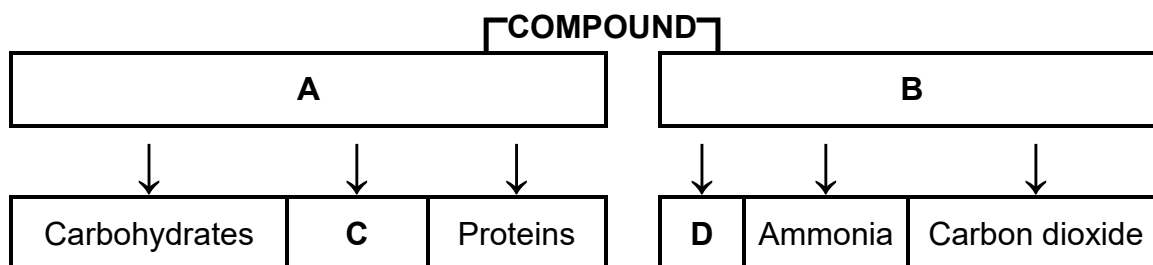 COMPOUND
A B
Carbohydrates C Proteins D Ammonia Carbon dioxide